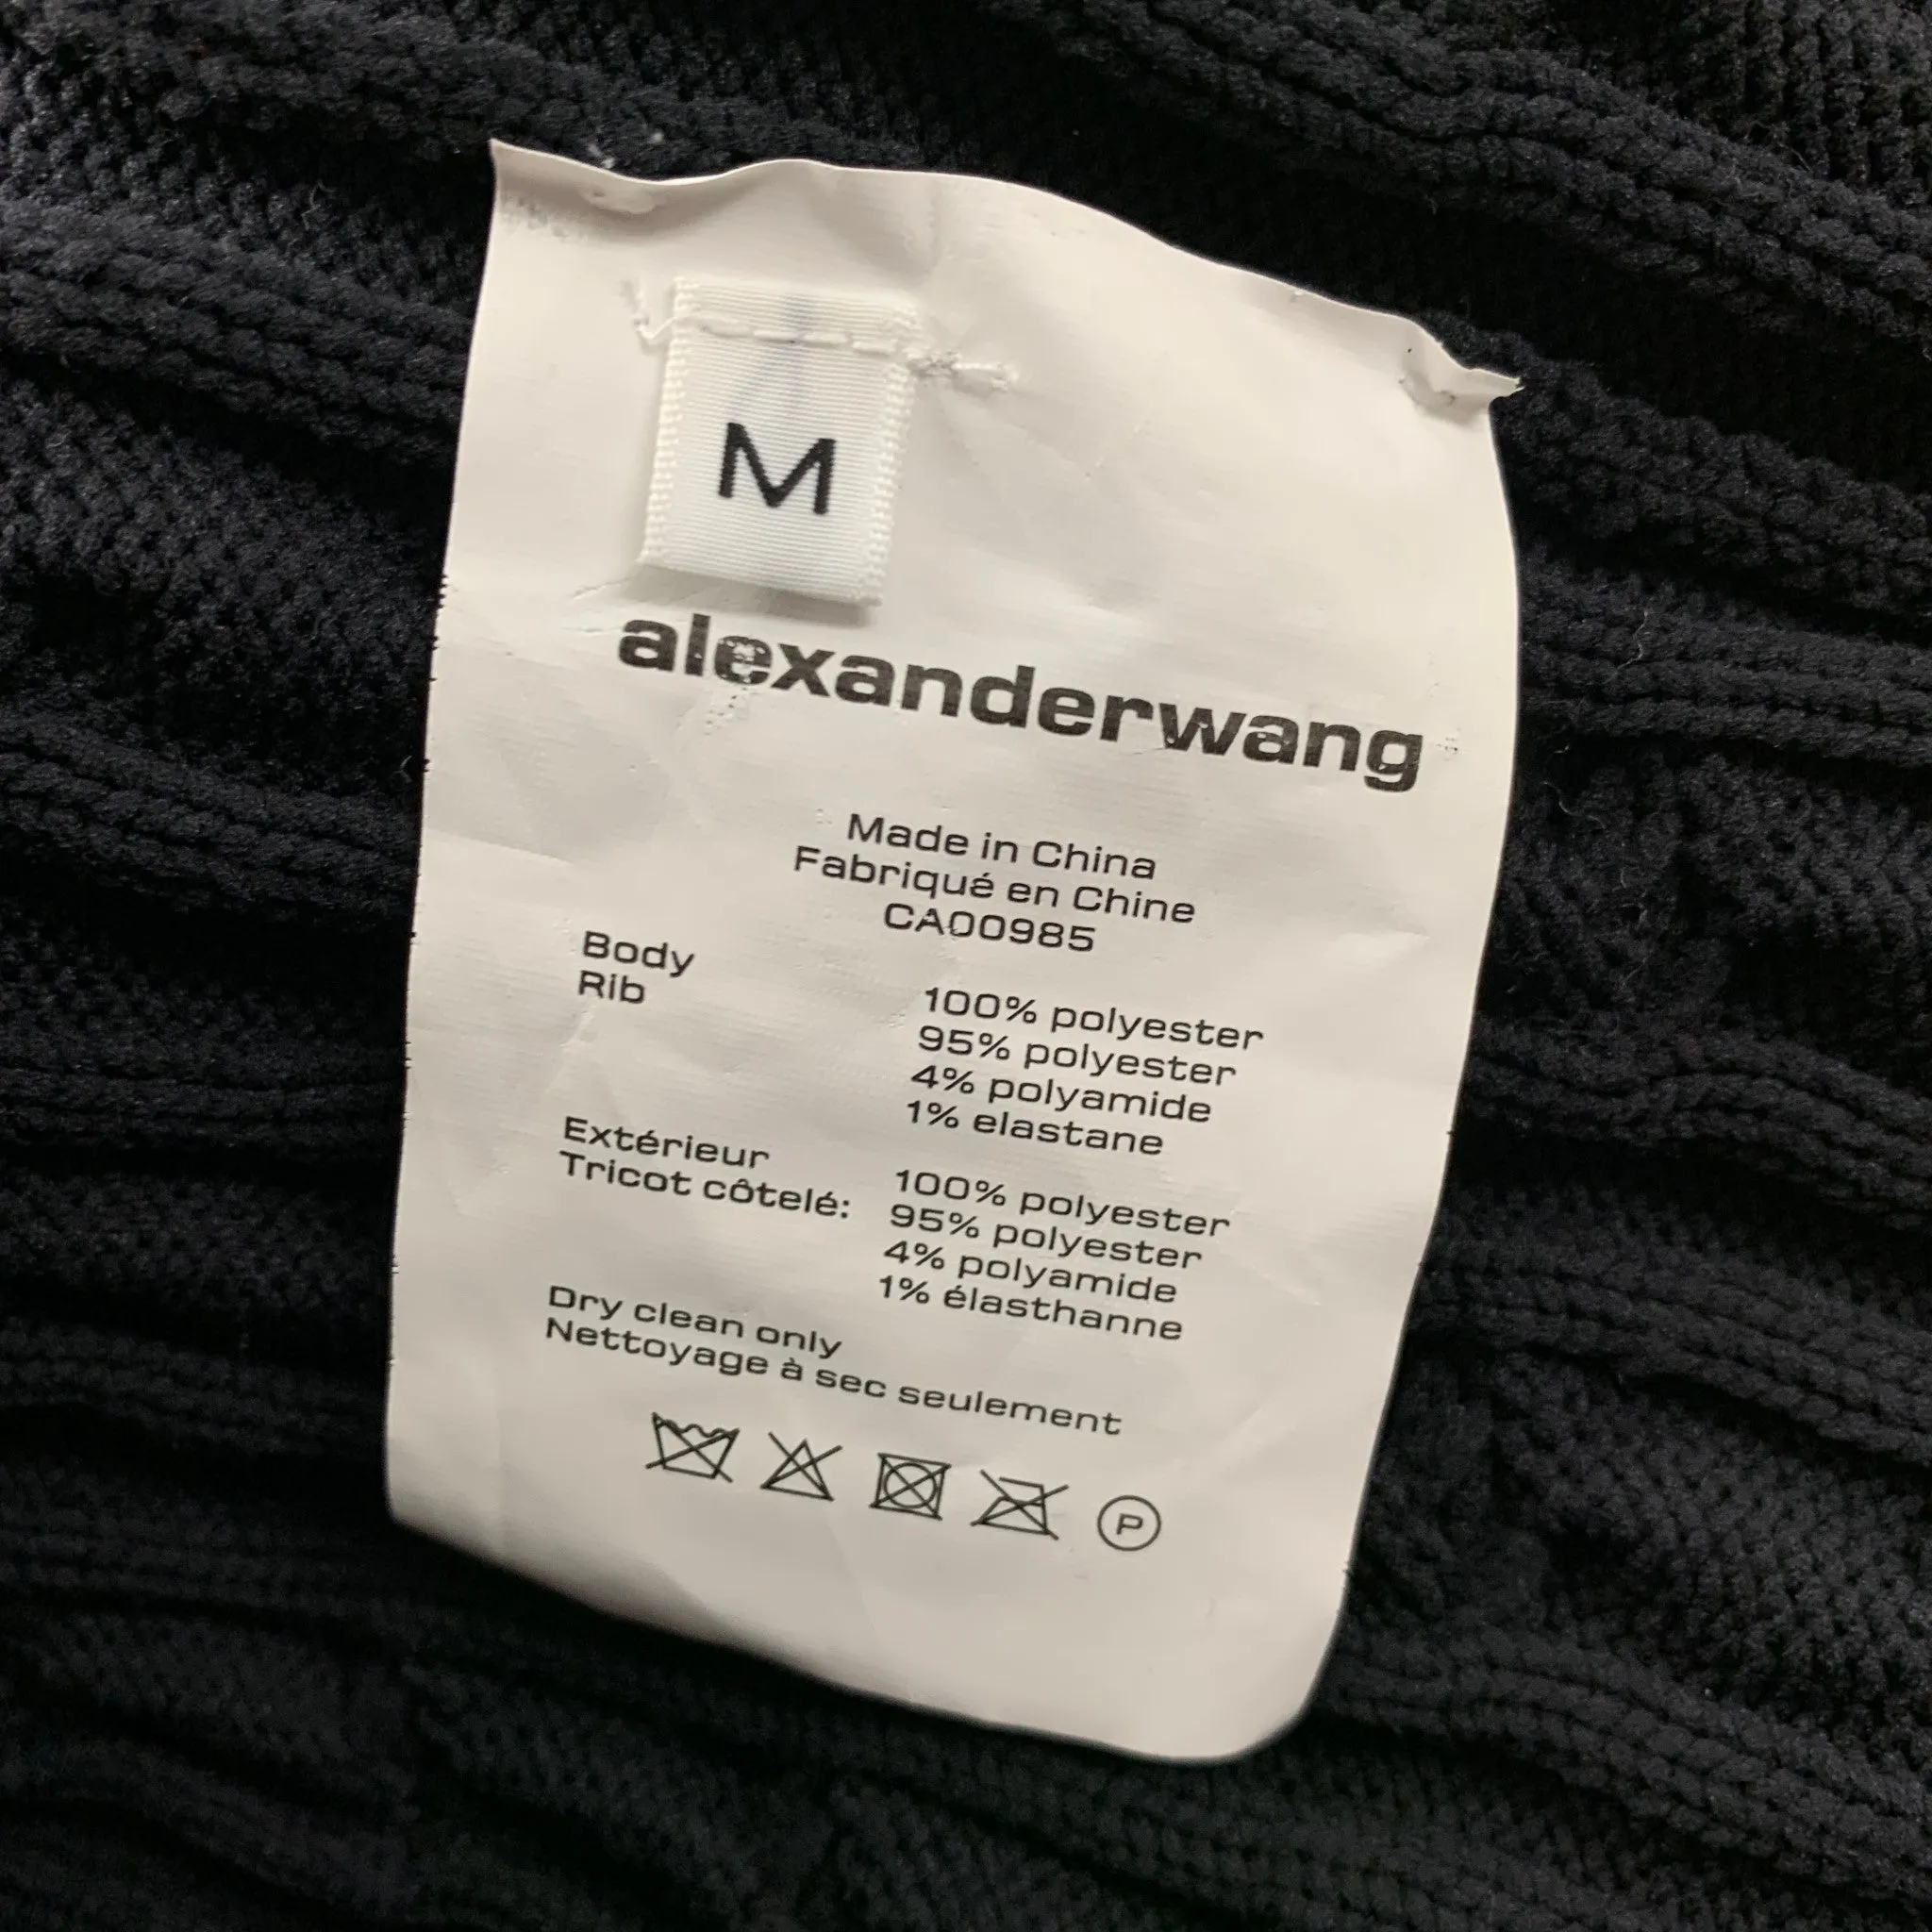 M
alexanderwang
Made in China
Fabriqué en Chine
CA00985
Body 100% polyester
Rib 95% polyester
4% polyamide
1% elastane
Extérieur 100% polyester
Tricot côtelé: 95% polyester
4% polyamide
1% élasthanne
Dry clean only
Nettoyage à sec seulement
P